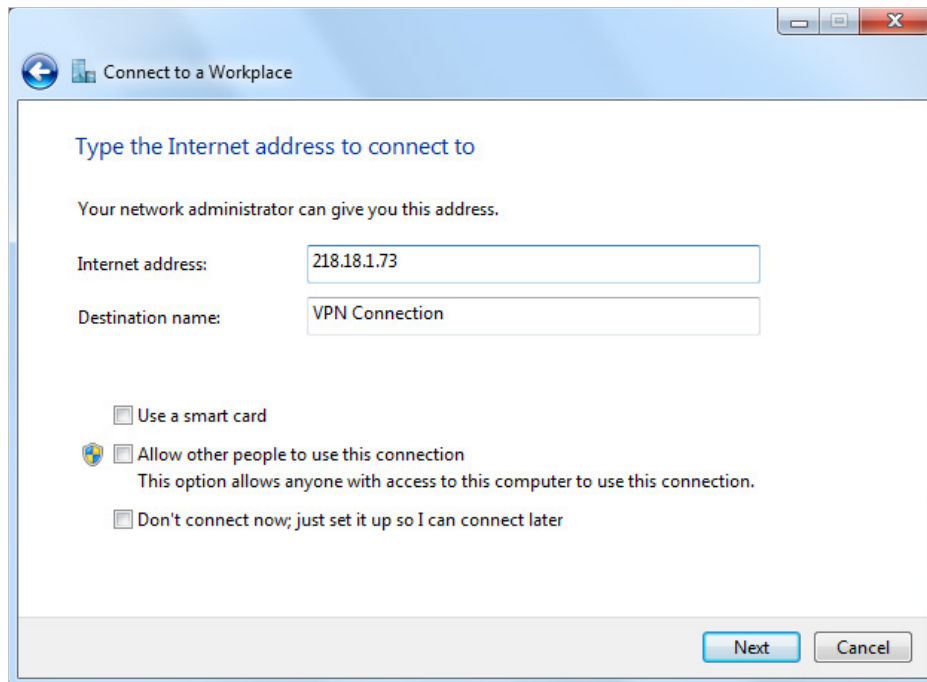 Connect to a Workplace
Type the Internet address to connect to
Your network administrator can give you this address.
Internet address: 218.18.1.73
Destination name: VPN Connection
Use a smart card
Allow other people to use this connection
This option allows anyone with access to this computer to use this connection.
Don't connect now; just set it up so I can connect later
Next Cancel